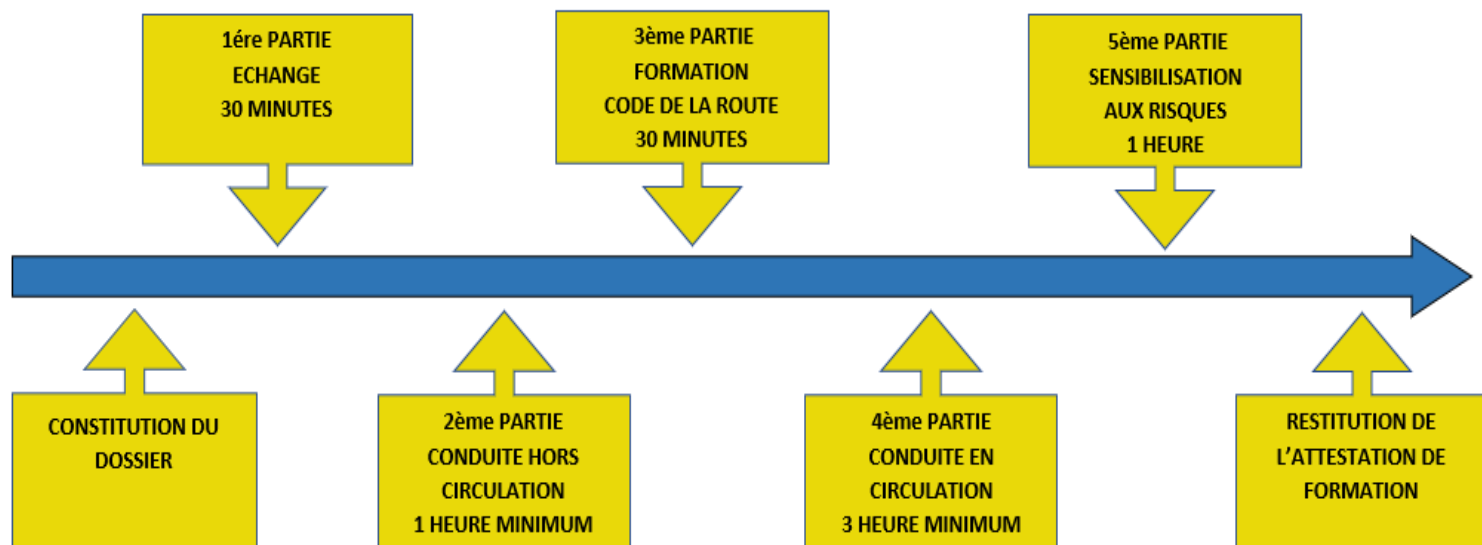 1ére PARTIE
ECHANGE
30 MINUTES
3ème PARTIE
FORMATION
CODE DE LA ROUTE
30 MINUTES
5ème PARTIE
SENSIBILISATION
AUX RISQUES
1 HEURE
CONSTITUTION DU
DOSSIER
2ème PARTIE
CONDUITE HORS
CIRCULATION
1 HEURE MINIMUM
4ème PARTIE
CONDUITE EN
CIRCULATION
3 HEURE MINIMUM
RESTITUTION DE
L’ATTESTATION DE
FORMATION